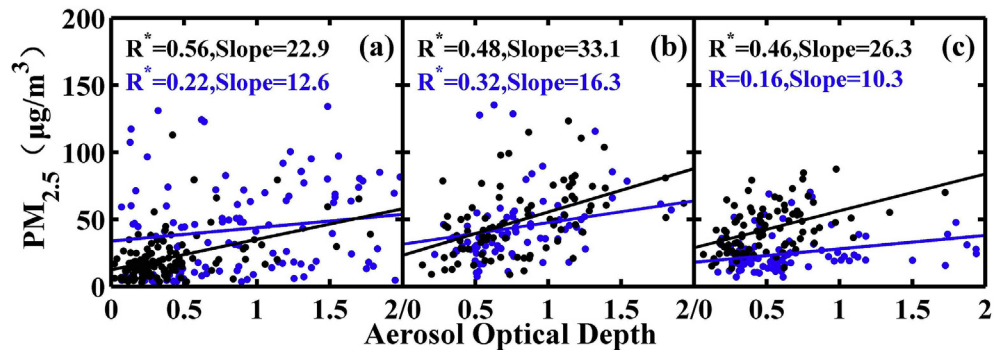 200
150
100
50
0
PM2.5 (μg/m³)
R*=0.56,Slope=22.9
R*=0.22,Slope=12.6
(a)
R*=0.48,Slope=33.1
R*=0.32,Slope=16.3
(b)
R*=0.46,Slope=26.3
R=0.16,Slope=10.3
(c)
0 0.5 1 1.5 2/0 0.5 1 1.5 2/0 0.5 1 1.5 2
Aerosol Optical Depth